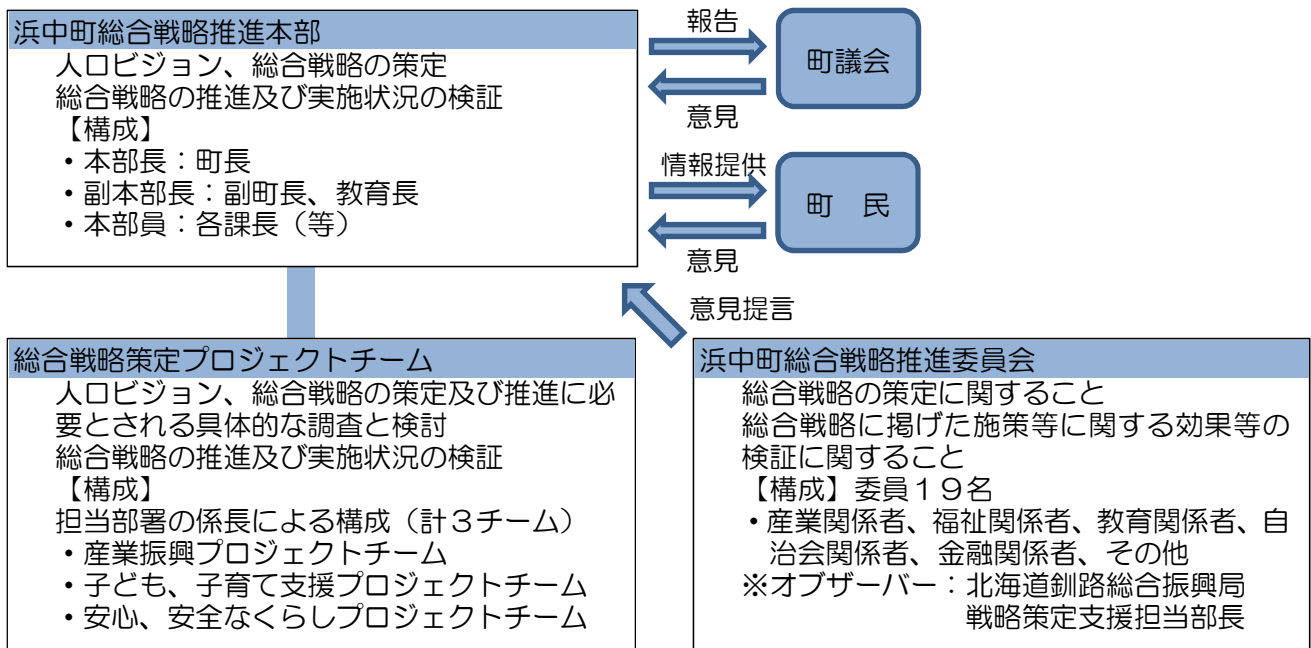 浜中町総合戦略推進本部
人口ビジョン、総合戦略の策定
総合戦略の推進及び実施状況の検証
【構成】
・本部長：町長
・副本部長：副町長、教育長
・本部員：各課長（等）
報告
町議会
意見
情報提供
町　民
意見
意見提言
総合戦略策定プロジェクトチーム
人口ビジョン、総合戦略の策定及び推進に必
要とされる具体的な調査と検討
総合戦略の推進及び実施状況の検証
【構成】
担当部署の係長による構成（計３チーム）
・産業振興プロジェクトチーム
・子ども、子育て支援プロジェクトチーム
・安心、安全なくらしプロジェクトチーム
浜中町総合戦略推進委員会
総合戦略の策定に関すること
総合戦略に掲げた施策等に関する効果等の
検証に関すること
【構成】委員１９名
・産業関係者、福祉関係者、教育関係者、自
治会関係者、金融関係者、その他
※オブザーバー：北海道釧路総合振興局
戦略策定支援担当部長